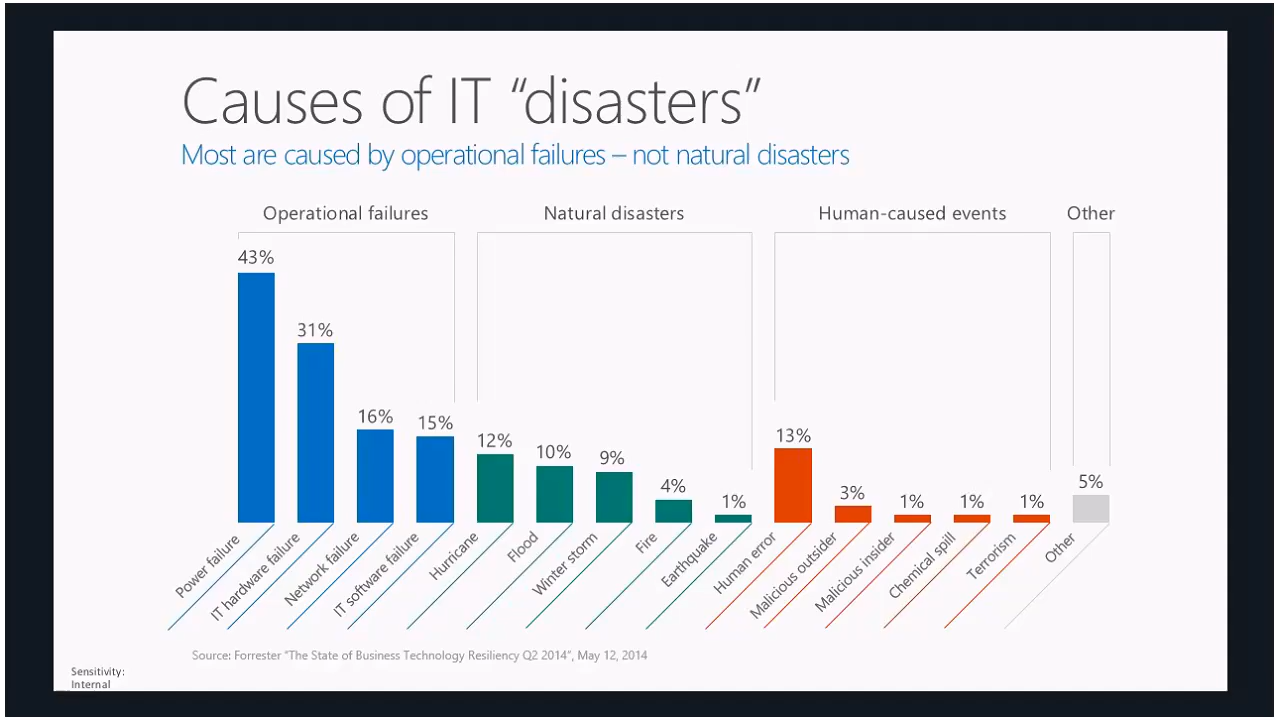 Causes of IT “disasters”
Most are caused by operational failures – not natural disasters
Operational failures
Natural disasters
Human-caused events
Other
43%
31%
16%
15%
12%
10%
9%
4%
1%
13%
3%
1%
1%
1%
5%
Power failure
IT hardware failure
Network failure
IT software failure
Hurricane
Flood
Winter storm
Fire
Earthquake
Human error
Malicious outsider
Malicious insider
Chemical spill
Terrorism
Other
Source: Forrester “The State of Business Technology Resiliency Q2 2014”, May 12, 2014
Sensitivity:
Internal